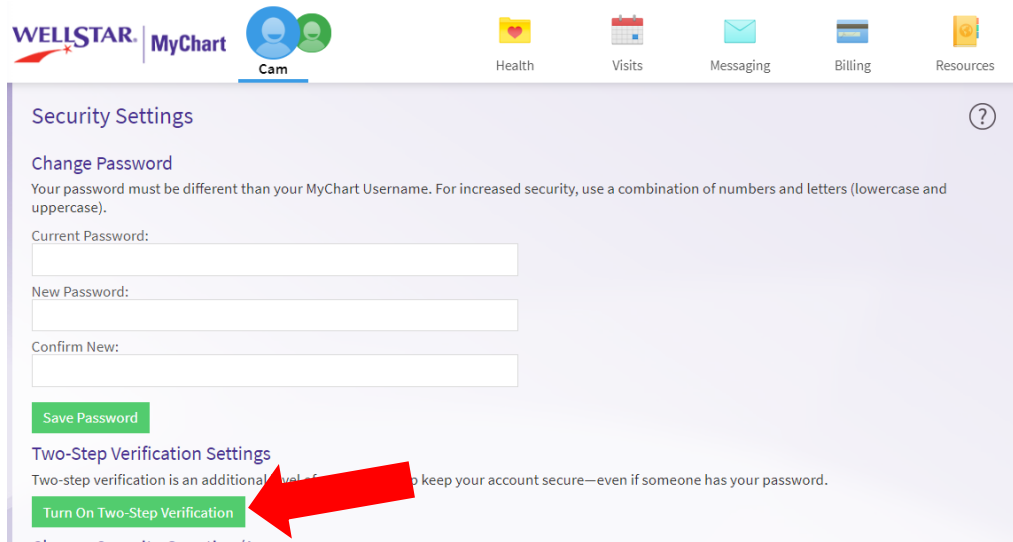 WELLSTAR. MyChart
Cam
Health
Visits
Messaging
Billing
Resources
Security Settings
?
Change Password
Your password must be different than your MyChart Username. For increased security, use a combination of numbers and letters (lowercase and
uppercase).
Current Password:
New Password:
Confirm New:
Save Password
Two-Step Verification Settings
Two-step verification is an additional keep your account secure—even if someone has your password.
Turn On Two-Step Verification